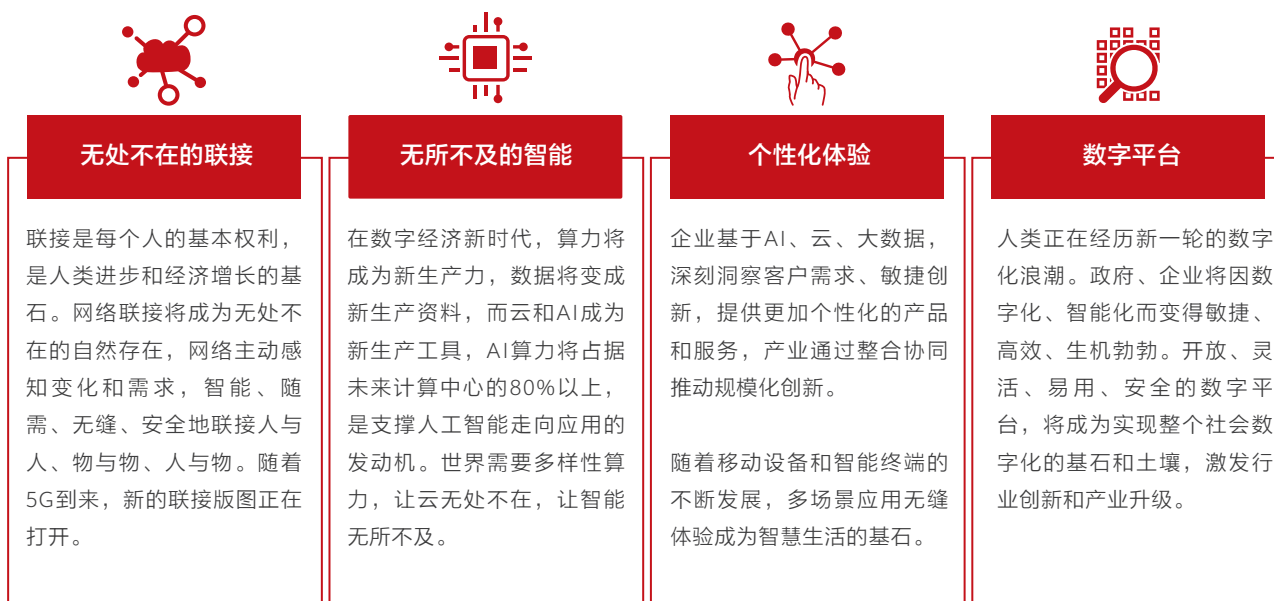 无处不在的联接
联接是每个人的基本权利，
是人类进步和经济增长的基
石。网络联接将成为无处不
在的自然存在，网络主动感
知变化和需求，智能、随
需、无缝、安全地联接人与
人、物与物、人与物。随着
5G到来，新的联接版图正在
打开。
无所不及的智能
在数字经济新时代，算力将
成为新生产力，数据将变成
新生产资料，而云和AI成为
新生产工具，AI算力将占据
未来计算中心的80%以上，
是支撑人工智能走向应用的
发动机。世界需要多样性算
力，让云无处不在，让智能
无所不及。
个性化体验
企业基于AI、云、大数据，
深刻洞察客户需求、敏捷创
新，提供更加个性化的产品
和服务，产业通过整合协同
推动规模化创新。
随着移动设备和智能终端的
不断发展，多场景应用无缝
体验成为智慧生活的基石。
数字平台
人类正在经历新一轮的数字
化浪潮。政府、企业将因数
字化、智能化而变得敏捷、
高效、生机勃勃。开放、灵
活、易用、安全的数字平
台，将成为实现整个社会数
字化的基石和土壤，激发行
业创新和产业升级。